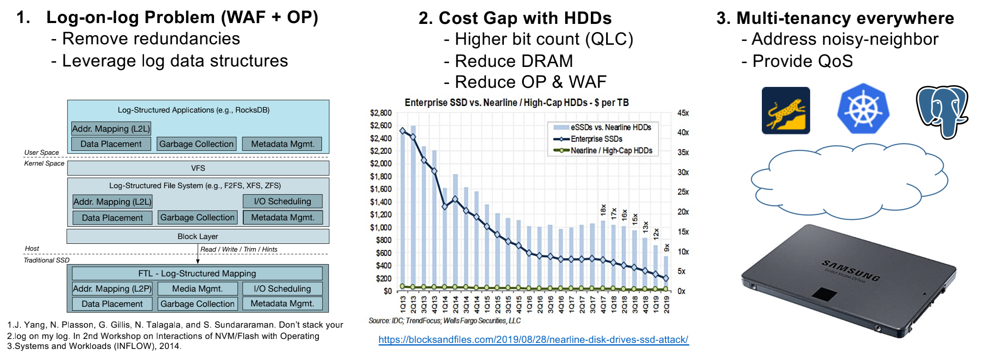 1. Log-on-log Problem (WAF + OP)
- Remove redundancies
- Leverage log data structures
Log-Structured Applications (e.g., RocksDB)
Addr. Mapping (L2L)
Data Placement
Garbage Collection
Metadata Mgmt.
User Space
Kernel Space
VFS
Log-Structured File System (e.g., F2FS, XFS, ZFS)
Addr. Mapping (L2L)
I/O Scheduling
Data Placement
Garbage Collection
Metadata Mgmt.
Block Layer
Host
Read / Write / Trim / Hints
Traditional SSD
FTL - Log-Structured Mapping
Addr. Mapping (L2P)
Media Mgmt.
I/O Scheduling
Data Placement
Garbage Collection
Metadata Mgmt.
1.J. Yang, N. Plasson, G. Gillis, N. Talagala, and S. Sundararaman. Don’t stack your
2.log on my log. In 2nd Workshop on Interactions of NVM/Flash with Operating
3.Systems and Workloads (INFLOW), 2014.
2. Cost Gap with HDDs
- Higher bit count (QLC)
- Reduce DRAM
- Reduce OP & WAF
Enterprise SSD vs. Nearline / High-Cap HDDs - $ per TB
$2,800
$2,600
$2,400
$2,200
$2,000
$1,800
$1,600
$1,400
$1,200
$1,000
$800
$600
$400
$200
$0
eSSDs vs. Nearline HDDs
Enterprise SSDs
Nearline / High-Cap HDDs
18x
17x
16x
15x
13x
12x
9x
45x
40x
35x
30x
25x
20x
15x
10x
5x
0x
1Q13
2Q13
3Q13
4Q13
1Q14
2Q14
3Q14
4Q14
1Q15
2Q15
3Q15
4Q15
1Q16
2Q16
3Q16
4Q16
1Q17
2Q17
3Q17
4Q17
1Q18
2Q18
3Q18
4Q18
1Q19
2Q19
Source: IDC; TrendFocus; Wells Fargo Securities, LLC
https://blocksandfiles.com/2019/08/28/nearline-disk-drives-ssd-attack/
3. Multi-tenancy everywhere
- Address noisy-neighbor
- Provide QoS
SAMSUNG
Solid State Drive